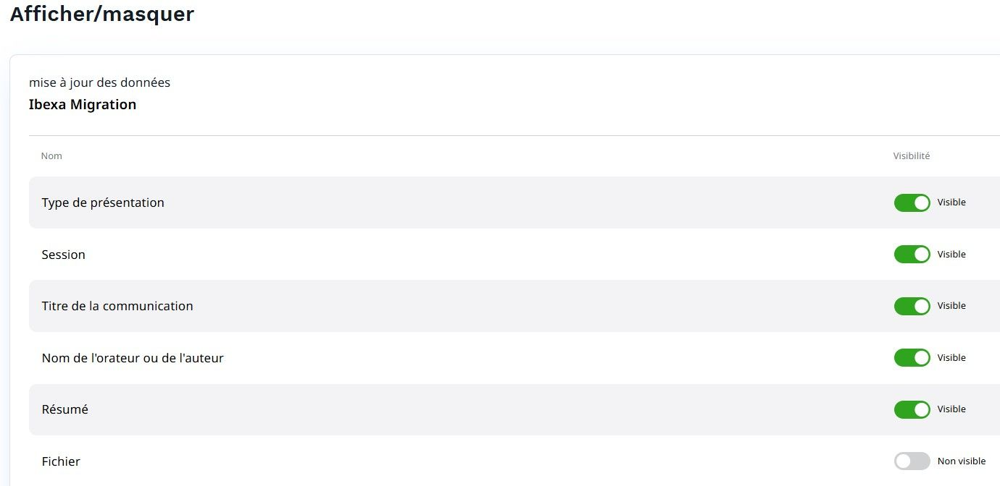 Afficher/masquer
mise à jour des données
Ibexa Migration
Nom Visibilité
Type de présentation Visible
Session Visible
Titre de la communication Visible
Nom de l'orateur ou de l'auteur Visible
Résumé Visible
Fichier Non visible